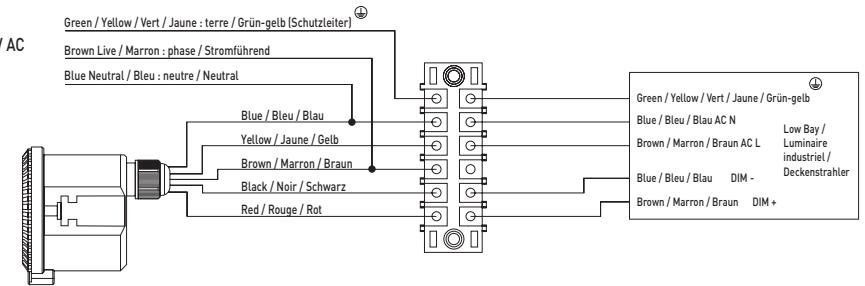 / AC
Green / Yellow / Vert / Jaune : terre / Grün-gelb (Schutzleiter)
Brown Live / Marron : phase / Stromführend
Blue Neutral / Bleu : neutre / Neutral
Blue / Bleu / Blau
Yellow / Jaune / Gelb
Brown / Marron / Braun
Black / Noir / Schwarz
Red / Rouge / Rot
Green / Yellow / Vert / Jaune / Grün-gelb
Blue / Bleu / Blau AC N
Brown / Marron / Braun AC L
Blue / Bleu / Blau DIM -
Brown / Marron / Braun DIM +
Low Bay /
Luminaire
industriel /
Deckenstrahler